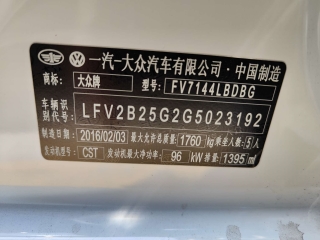 一汽-大众汽车有限公司·中国制造
商标: 大众牌 型号: FV7144LBDBG
车辆识别代号: LFV2B25G2G5023192
制造日期: 2016/02/03 最大允许总质量: 1760 kg 乘坐人数: 5人
发动机型号: CST 发动机最大净功率: 96 kW 排量: 1395 ml